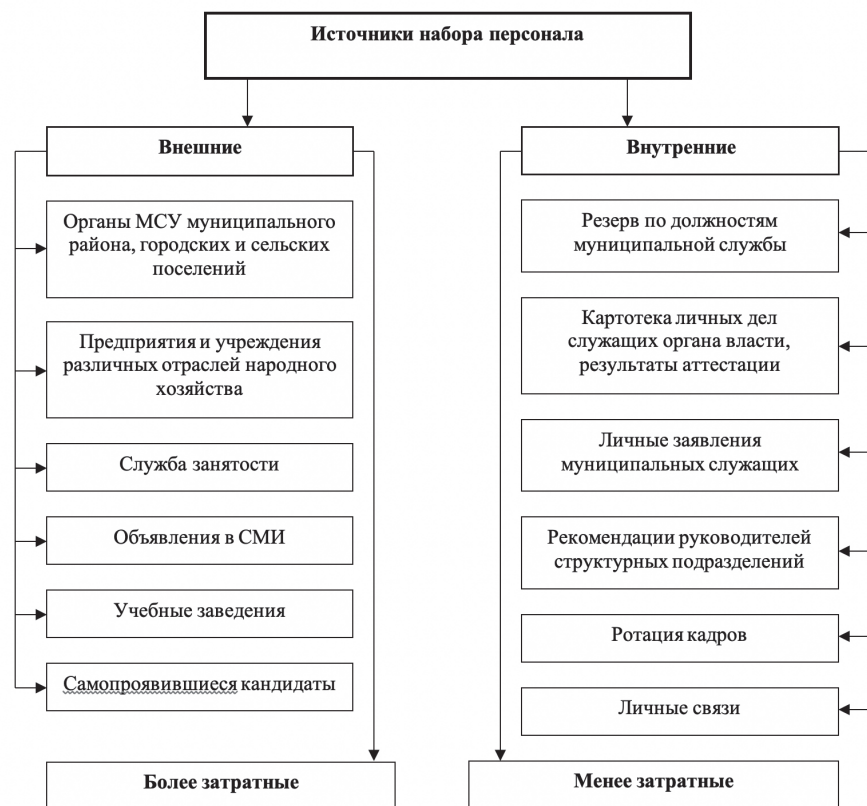 Источники набора персонала
Внешние
Органы МСУ муниципального
района, городских и сельских
поселений
Предприятия и учреждения
различных отраслей народного
хозяйства
Служба занятости
Объявления в СМИ
Учебные заведения
Самопроявившиеся кандидаты
Более затратные
Внутренние
Резерв по должностям
муниципальной службы
Картотека личных дел
служащих органа власти,
результаты аттестации
Личные заявления
муниципальных служащих
Рекомендации руководителей
структурных подразделений
Ротация кадров
Личные связи
Менее затратные